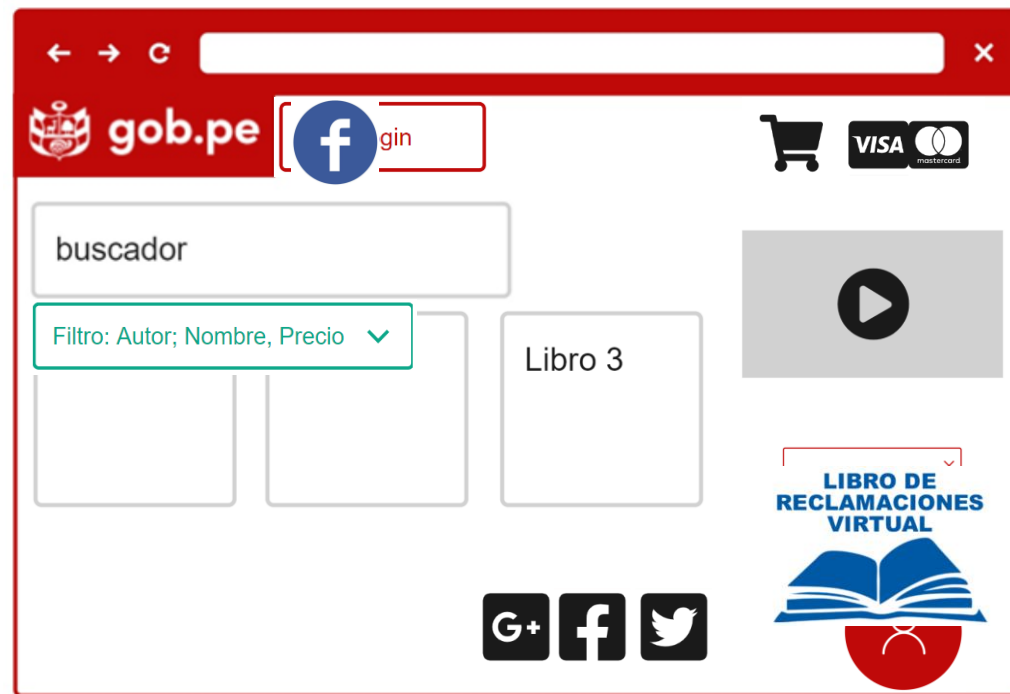 gob.pe
f
gin
VISA
mastercard
buscador
Filtro: Autor; Nombre, Precio
Libro 3
LIBRO DE
RECLAMACIONES
VIRTUAL
G+ f